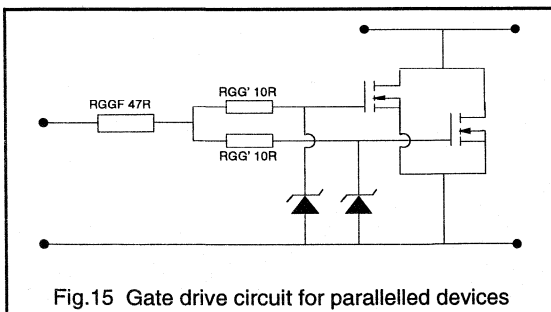 RGGF 47R
RGG' 10R
RGG' 10R
Fig.15 Gate drive circuit for parallelled devices